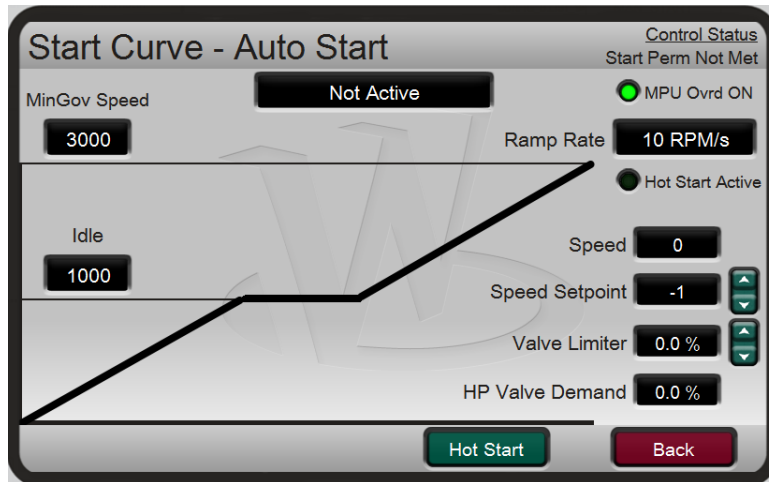 Start Curve - Auto Start
Control Status
Start Perm Not Met
MinGov Speed
Not Active
MPU Ovrd ON
3000
Ramp Rate
10 RPM/s
Hot Start Active
Idle
Speed
0
1000
Speed Setpoint
-1
Valve Limiter
0.0 %
HP Valve Demand
0.0 %
Hot Start
Back